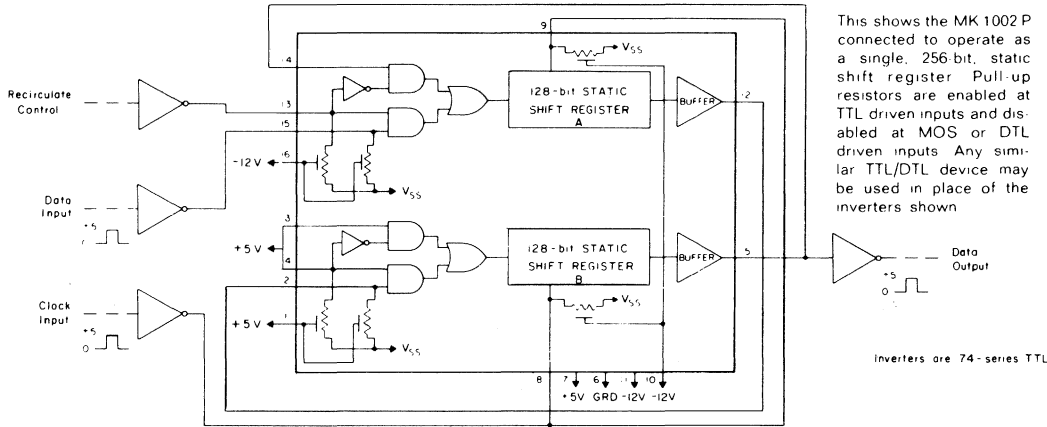 This shows the MK 1002 P
connected to operate as
a single, 256-bit, static
shift register Pull-up
resistors are enabled at
TTL driven inputs and dis-
abled at MOS or DTL
driven inputs Any simi-
lar TTL/DTL device may
be used in place of the
inverters shown
9
VSS
14
Recirculate
Control
13
15
128-bit STATIC
SHIFT REGISTER
A
BUFFER
12
-12V
16
VSS
Data
Input
+5
3
+5V
4
2
128-bit STATIC
SHIFT REGISTER
B
BUFFER
5
Data
Output
+5
0
Clock
Input
+5
0
+5V
1
VSS
VSS
Inverters are 74-series TTL
8
7
6
11
10
+5V
GRD
-12V
-12V